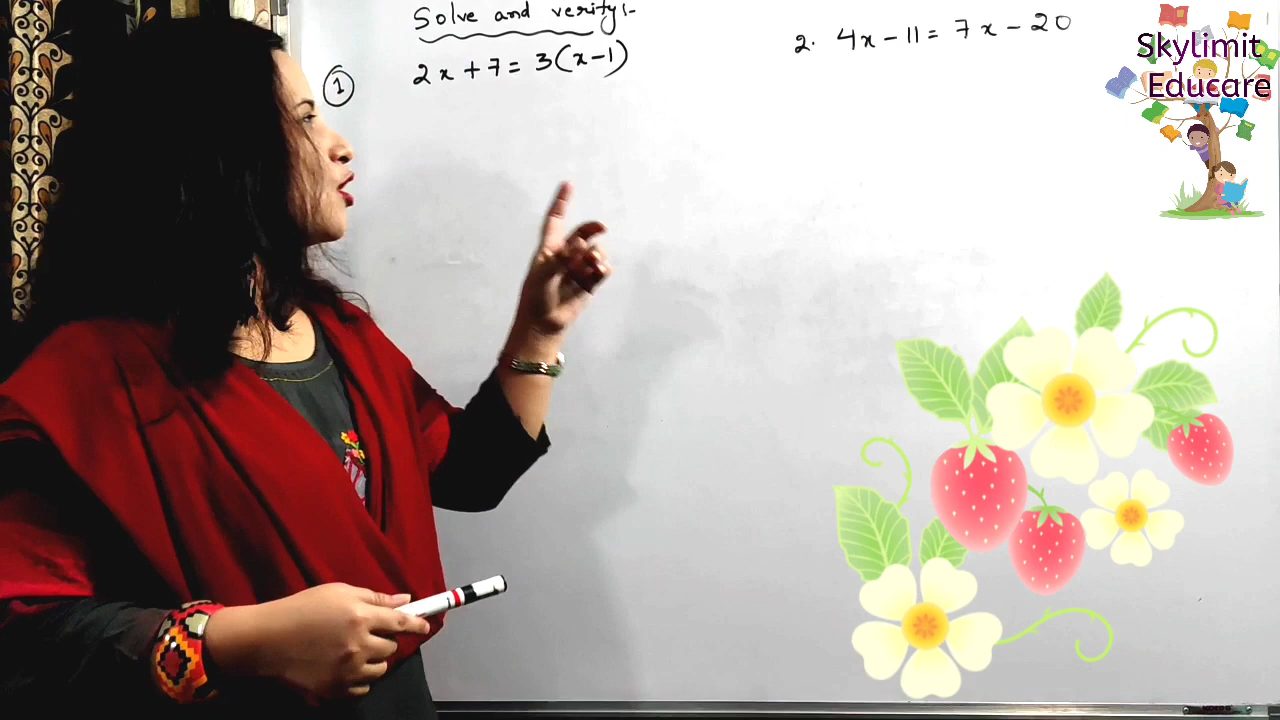 Solve and verify:-
① 2x + 7 = 3(x-1)
2. 4x - 11 = 7x - 20
Skylimit
Educare